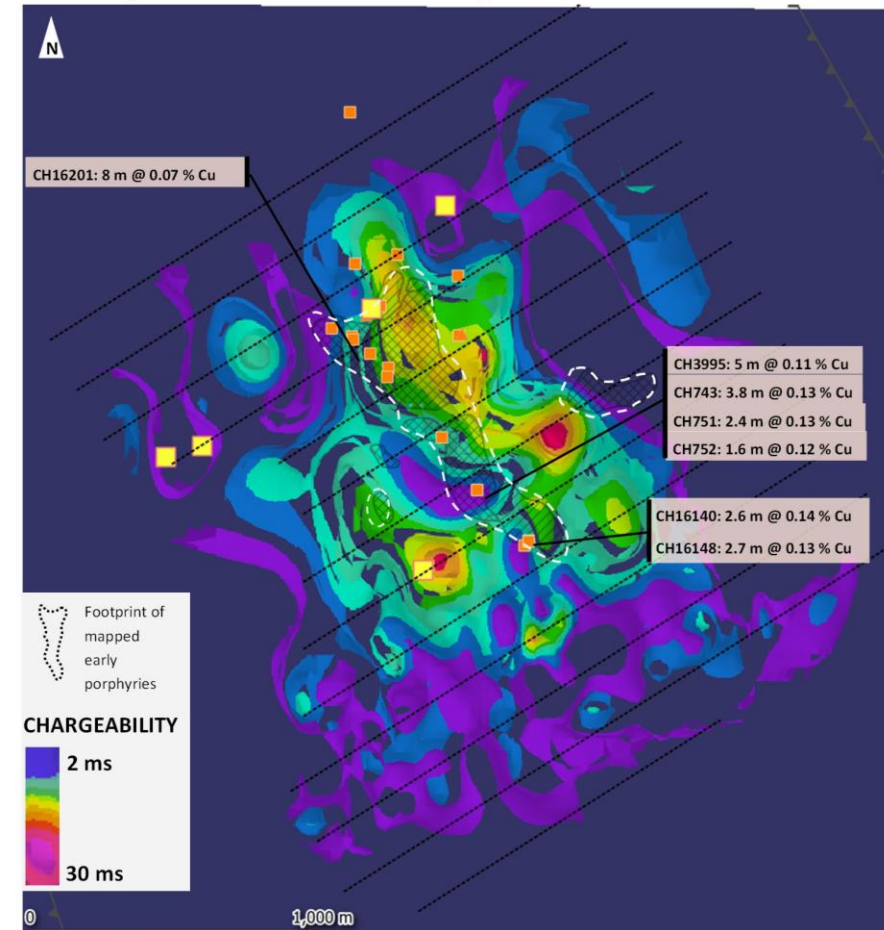 N
CH16201: 8 m @ 0.07 % Cu
CH3995: 5 m @ 0.11 % Cu
CH743: 3.8 m @ 0.13 % Cu
CH751: 2.4 m @ 0.13 % Cu
CH752: 1.6 m @ 0.12 % Cu
CH16140: 2.6 m @ 0.14 % Cu
CH16148: 2.7 m @ 0.13 % Cu
Footprint of
mapped
early
porphyries
CHARGEABILITY
2 ms
30 ms
0
1,000 m